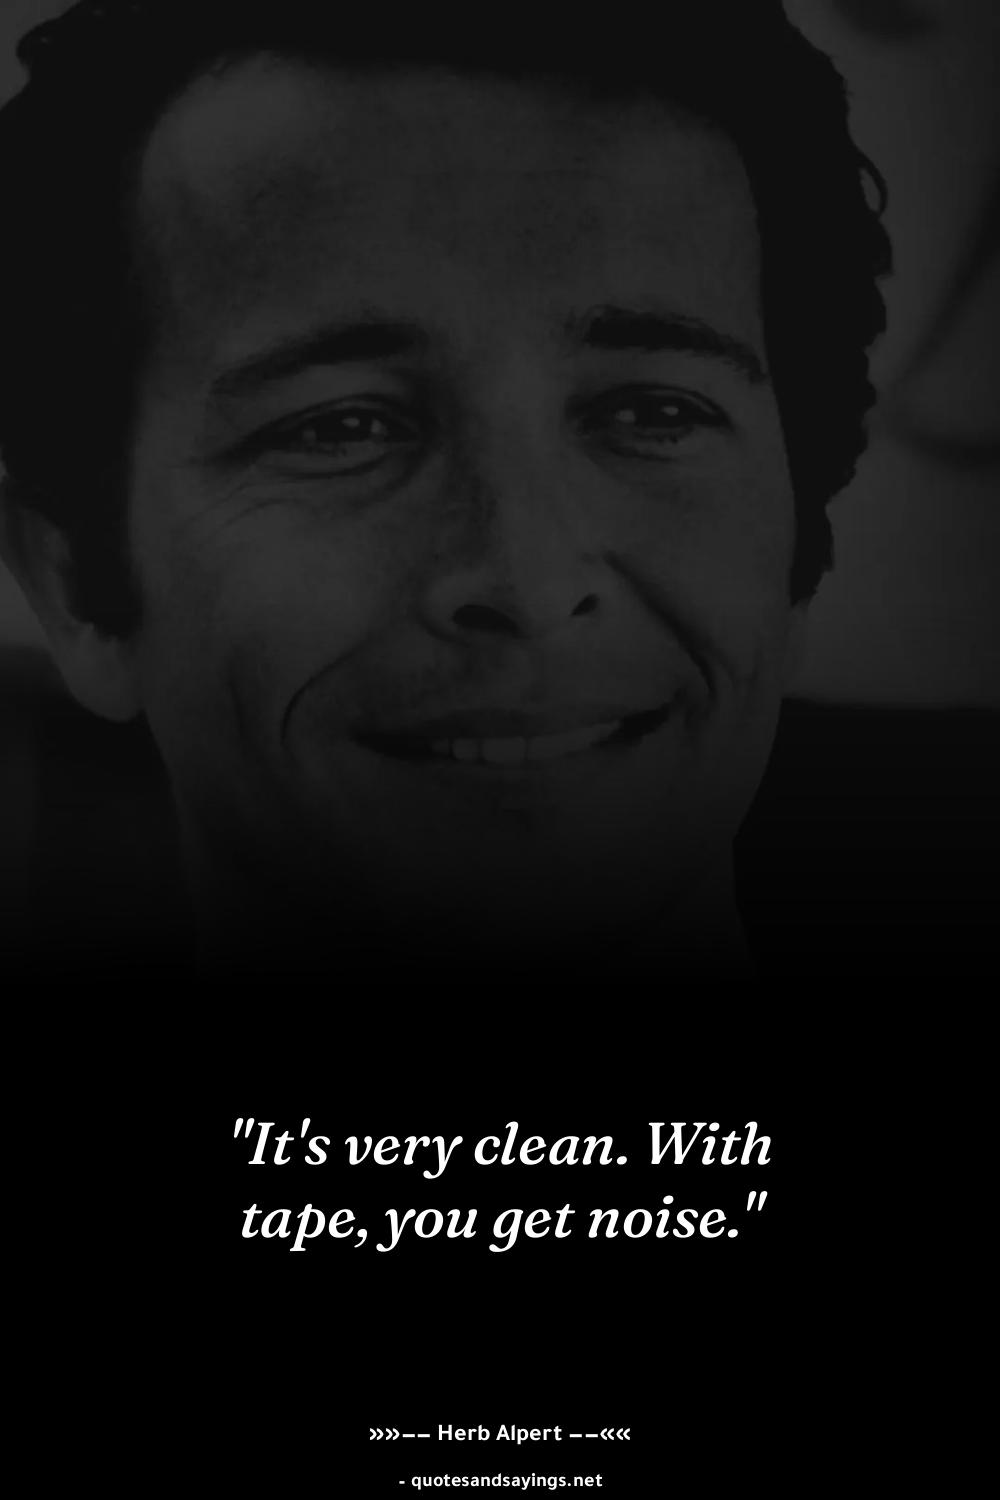 "It's very clean. With
tape, you get noise."
»»–– Herb Alpert ––««
- quotesandsayings.net